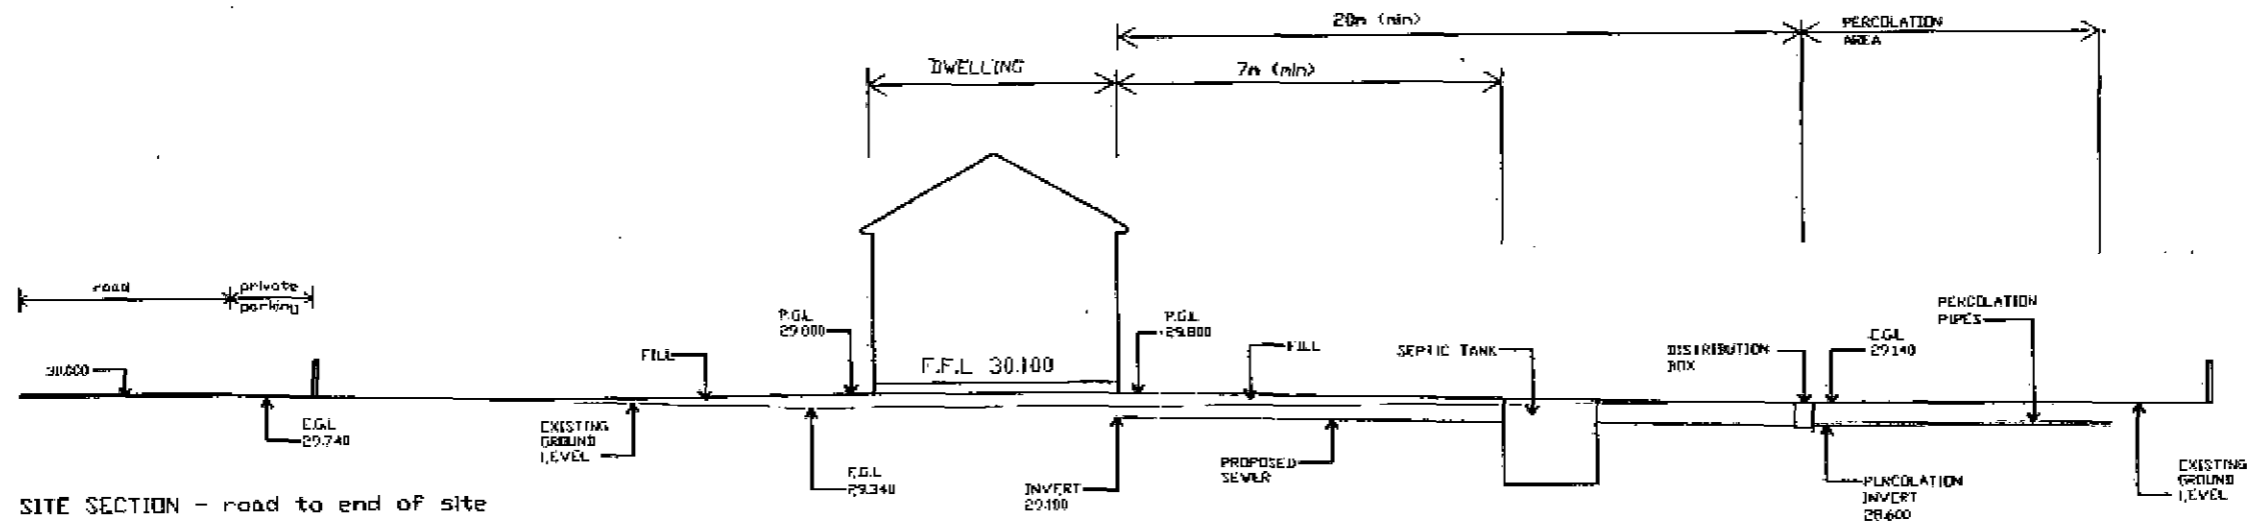 20m (min)
PERCOLATION
AREA
DWELLING
7m (min)
road
private
parking
P.G.L
29.800
P.G.L
29.800
PERCOLATION
PIPES
FILL
F.F.L 30.100
FILL
SEPTIC TANK
DISTRIBUTION
BOX
E.G.L
29.140
30.000
E.G.L
29.740
EXISTING
GROUND
LEVEL
E.G.L
29.340
INVERT
29.100
PROPOSED
SEWER
PERCOLATION
INVERT
28.600
EXISTING
GROUND
LEVEL
SITE SECTION - road to end of site